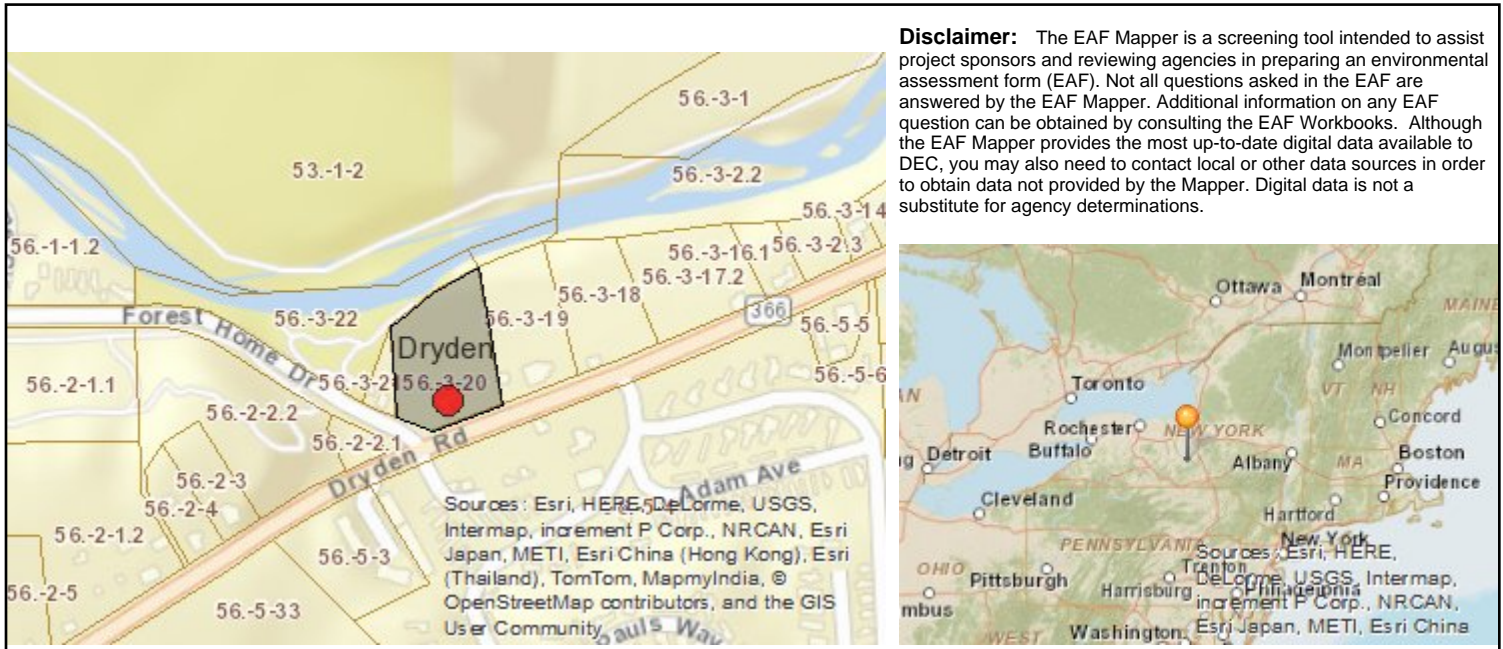 Disclaimer: The EAF Mapper is a screening tool intended to assist
project sponsors and reviewing agencies in preparing an environmental
assessment form (EAF). Not all questions asked in the EAF are
answered by the EAF Mapper. Additional information on any EAF
question can be obtained by consulting the EAF Workbooks. Although
the EAF Mapper provides the most up-to-date digital data available to
DEC, you may also need to contact local or other data sources in order
to obtain data not provided by the Mapper. Digital data is not a
substitute for agency determinations.
56.-3-1
53.-1-2
56.-3-2.2
56.-3-14
56.-1-1.2
56.-3-16.1
56.-3-2.3
56.-3-17.2
56.-3-18
366
Forest Home Dr
56.-3-22
56.-3-19
56.-5-5
Dryden
56.-2-1.1
56.-3-2
56.-3-20
56.-5-6
56.-2-2.2
56.-2-2.1
Dryden Rd
56.-2-3
Adam Ave
56.-2-4
56.-2-1.2
56.-5-3
56.-2-5
56.-5-33
Sources: Esri, HERE, DeLorme, USGS,
Intermap, increment P Corp., NRCAN, Esri
Japan, METI, Esri China (Hong Kong), Esri
(Thailand), TomTom, MapmyIndia, ©
OpenStreetMap contributors, and the GIS
User Community
pauls Way
Ottawa
Montréal
MAINE
Montpelier
Augus
Toronto
VT
NH
Rochester
NEW YORK
Concord
Detroit
Buffalo
Albany
MA
Boston
Providence
Cleveland
Hartford
PENNSYLVANIA
New York
OHIO
Pittsburgh
Trenton
Harrisburg
Philadelphia
mbus
WEST
Washington
Sources: Esri, HERE,
DeLorme, USGS, Intermap,
increment P Corp., NRCAN,
Esri Japan, METI, Esri China